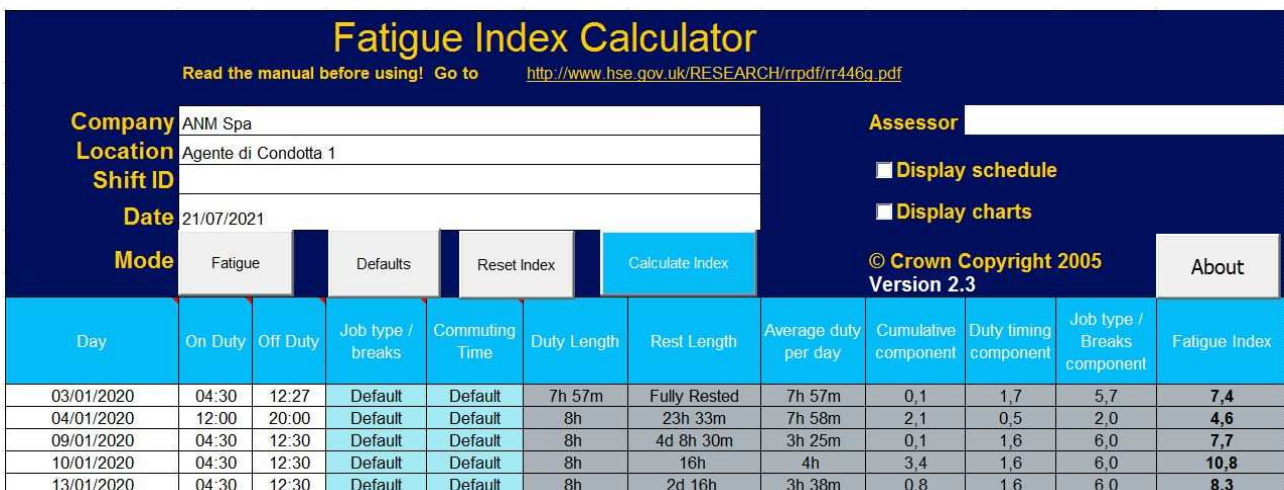 Fatigue Index Calculator
Read the manual before using! Go to http://www.hse.gov.uk/RESEARCH/rrpdf/rr446g.pdf
Company ANM Spa Assessor
Location Agente di Condotta 1
Shift ID Display schedule
Date 21/07/2021 Display charts
Mode Fatigue Defaults Reset Index Calculate Index © Crown Copyright 2005 About
Version 2.3
Day On Duty Off Duty Job type / breaks Commuting Time Duty Length Rest Length Average duty per day Cumulative component Duty timing component Job type / Breaks component Fatigue Index
03/01/2020 04:30 12:27 Default Default 7h 57m Fully Rested 7h 57m 0,1 1,7 5,7 7,4
04/01/2020 12:00 20:00 Default Default 8h 23h 33m 7h 58m 2,1 0,5 2,0 4,6
09/01/2020 04:30 12:30 Default Default 8h 4d 8h 30m 3h 25m 0,1 1,6 6,0 7,7
10/01/2020 04:30 12:30 Default Default 8h 16h 4h 3,4 1,6 6,0 10,8
13/01/2020 04:30 12:30 Default Default 8h 2d 16h 3h 38m 0,8 1,6 6,0 8,3